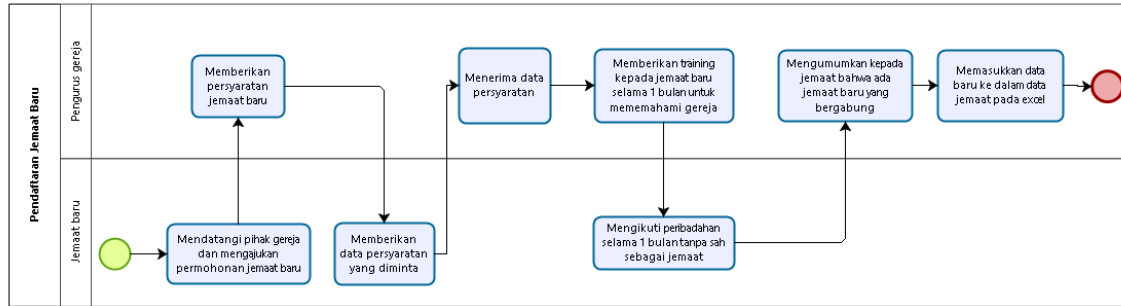 Pendaftaran Jemaat Baru
Pengurus gereja
Memberikan
persyaratan
jemaat baru
Menerima data
persyaratan
Memberikan training
kepada jemaat baru
selama 1 bulan untuk
mememahami gereja
Mengumumkan kepada
jemaat bahwa ada
jemaat baru yang
bergabung
Memasukkan data
baru ke dalam data
jemaat pada excel
Jemaat baru
Mendatangi pihak gereja
dan mengajukan
permohonan jemaat baru
Memberikan
data persyaratan
yang diminta
Mengikuti peribadahan
selama 1 bulan tanpa sah
sebagai jemaat